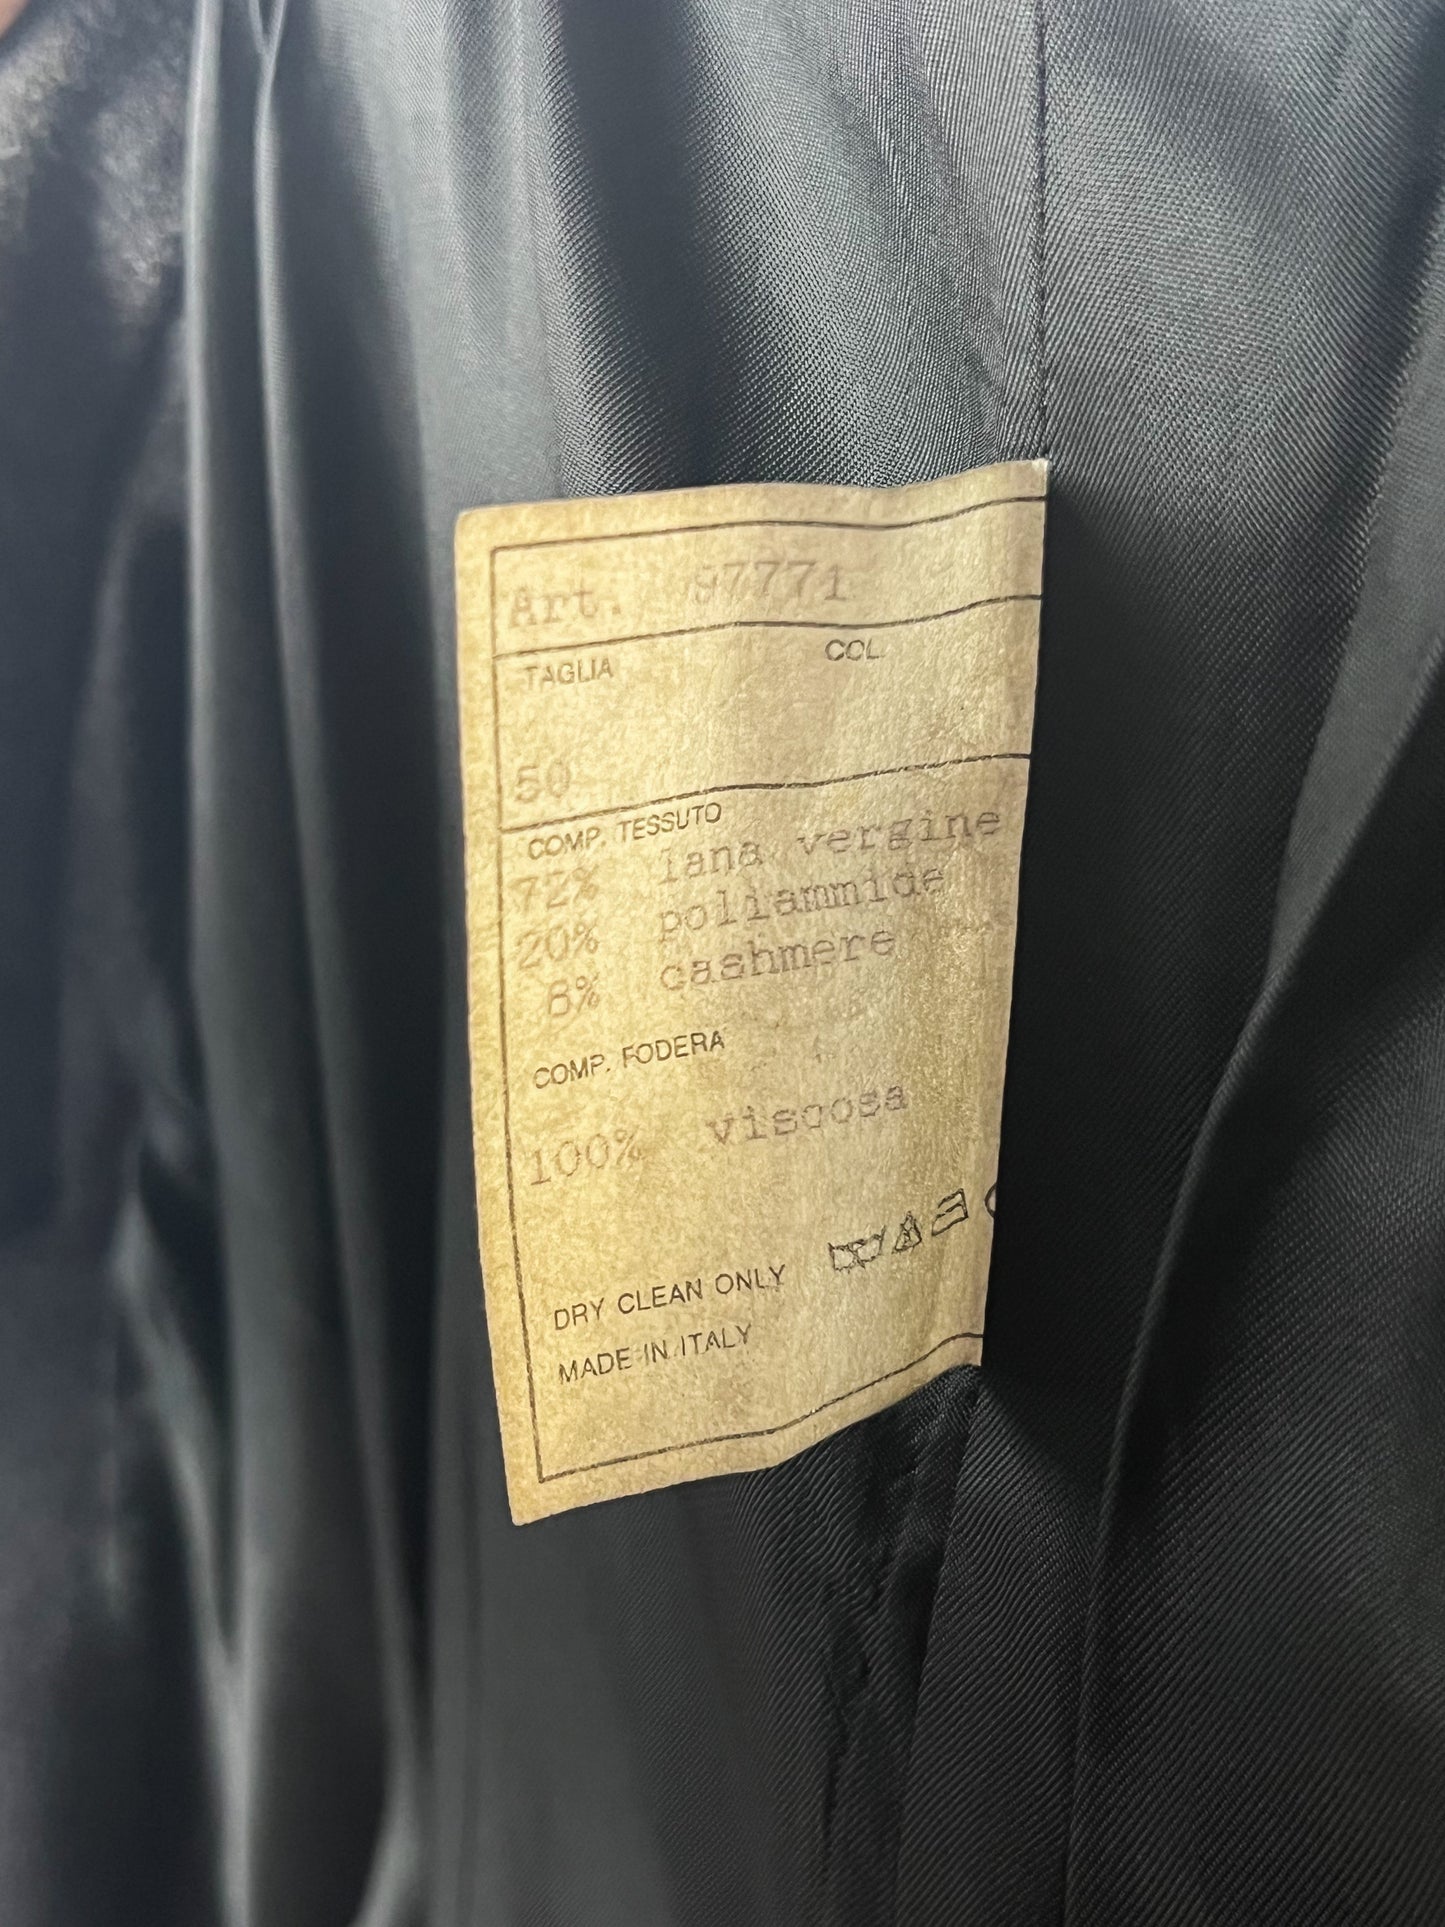 Art. 97771
TAGLIA COL.
50
COMP. TESSUTO
72% lana vergine
20% poliammide
8% cashmere
COMP. FODERA
100% viscosa
DRY CLEAN ONLY
MADE IN ITALY